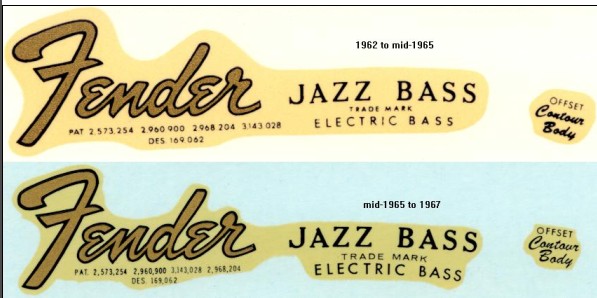 1962 to mid-1965
Fender
JAZZ BASS
TRADE MARK
ELECTRIC BASS
PAT 2,573,254 2,960,900 2,968,204 3,143,028
DES. 169,062
OFFSET
Contour
Body
mid-1965 to 1967
Fender
JAZZ BASS
TRADE MARK
ELECTRIC BASS
PAT. 2,573,254 2,960,900 3,143,028 2,968,204
DES. 169,062
OFFSET
Contour
Body